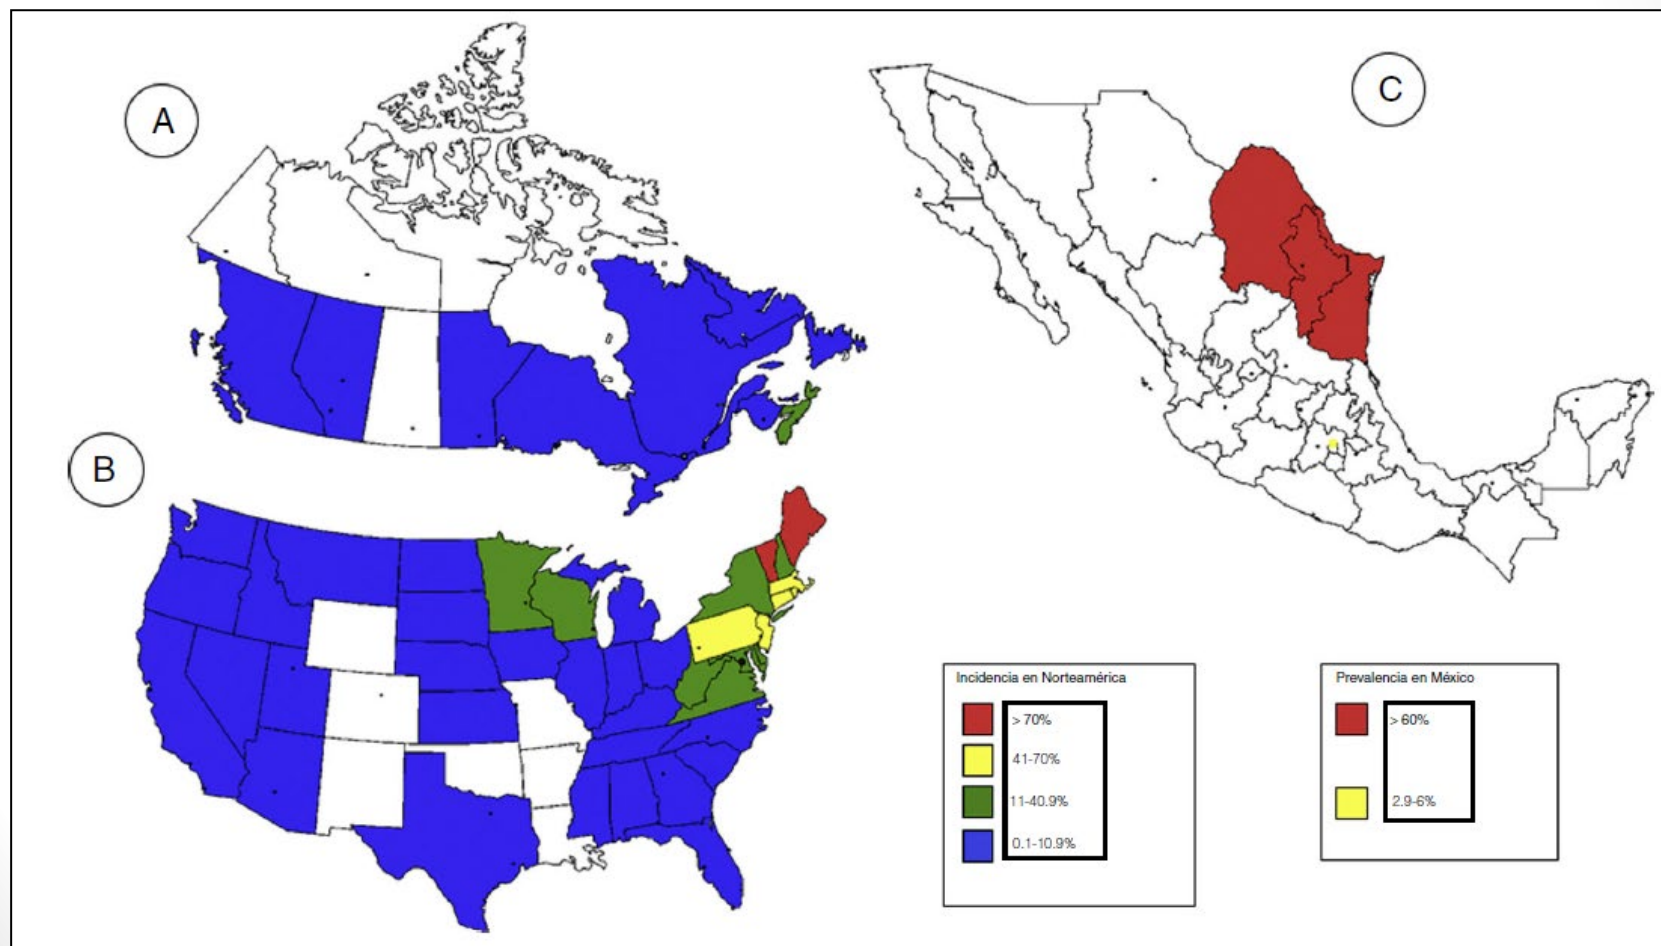 A
C
B
Incidencia en Norteamérica
> 70%
41-70%
11-40.9%
0.1-10.9%
Prevalencia en México
> 60%
2.9-6%